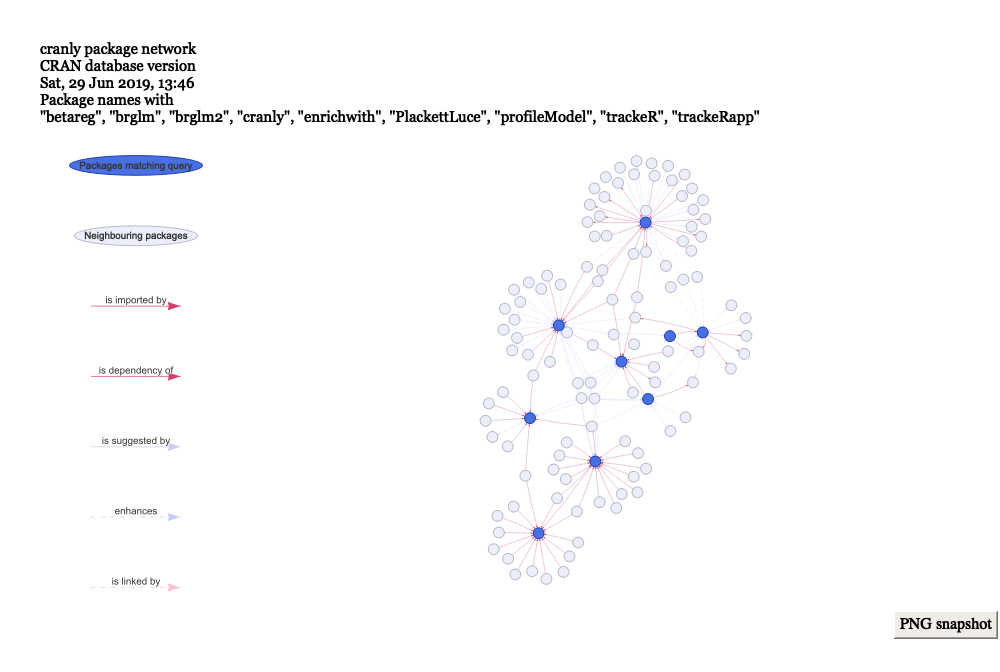 cranly package network
CRAN database version
Sat, 29 Jun 2019, 13:46
Package names with
"betareg", "brglm", "brglm2", "cranly", "enrichwith", "PlackettLuce", "profileModel", "trackeR", "trackeRapp"
Packages matching query
Neighbouring packages
is imported by
is dependency of
is suggested by
enhances
is linked by
PNG snapshot